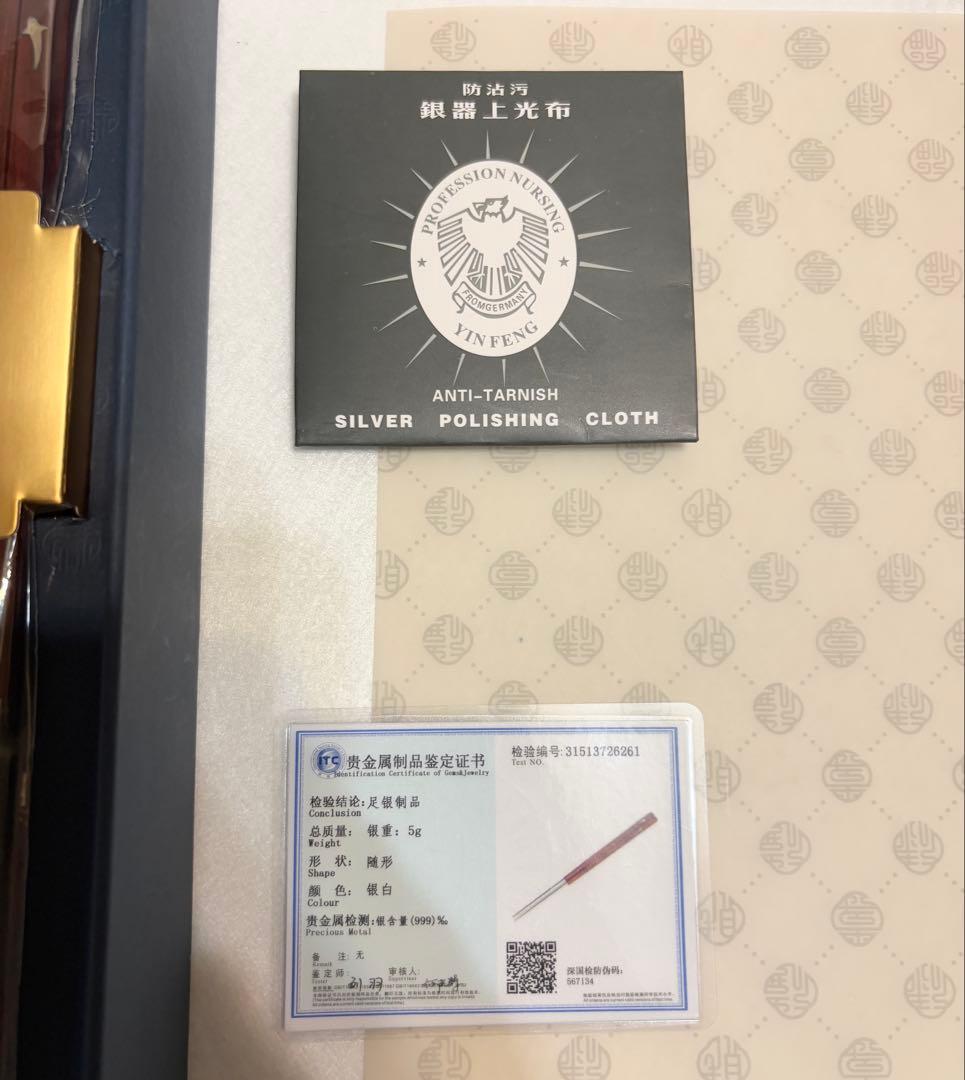 防沾污
銀器上光布
PROFESSION NURSING
FROMGERMANY
YIN FENG
ANTI-TARNISH
SILVER POLISHING CLOTH
ITC
贵金属制品鉴定证书
Identification Certificate of Gems&Jewelry
检验结论:足银制品
Conclusion
总质量: 银重: 5g
Weight
形 状: 随形
Shape
颜 色: 银白
Colour
贵金属检测:银含量(999)‰
Precious Metal
备 注: 无
Remark
鉴定师: 审核人:
Tester Supervisor
检验编号:31513726261
Test NO.
深国检防伪码:
567134